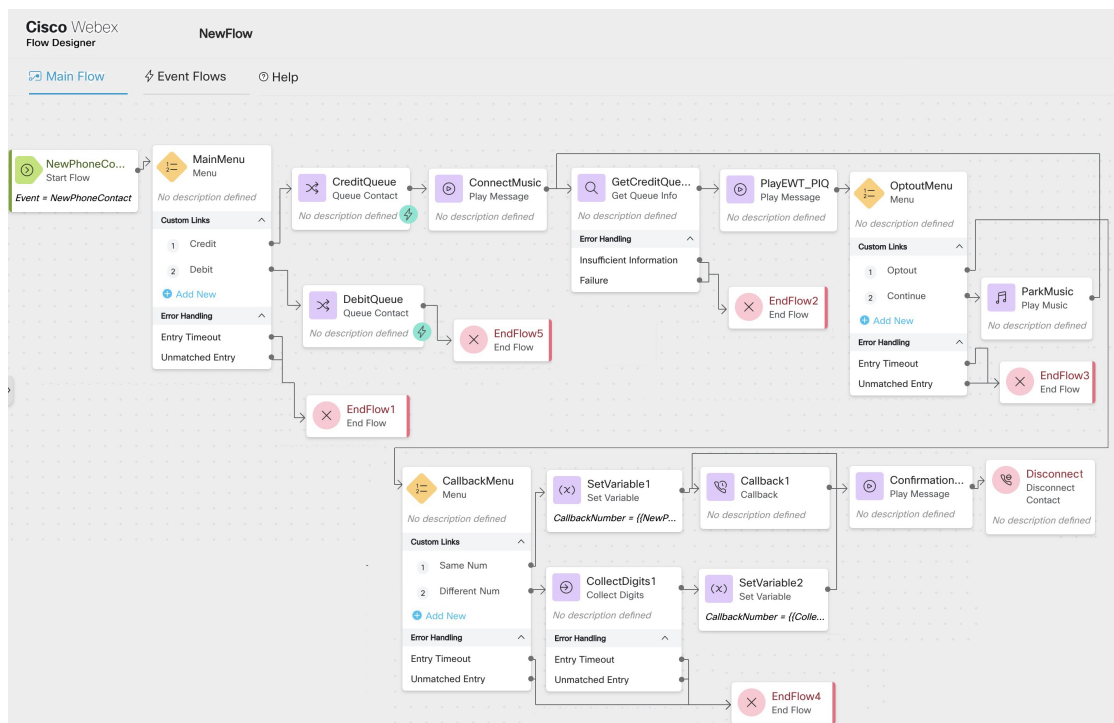 Cisco Webex
Flow Designer
NewFlow
Main Flow
Event Flows
Help
NewPhoneCo...
Start Flow
Event = NewPhoneContact
MainMenu
Menu
No description defined
Custom Links
1 Credit
2 Debit
Add New
Error Handling
Entry Timeout
Unmatched Entry
CreditQueue
Queue Contact
No description defined
ConnectMusic
Play Message
No description defined
GetCreditQue...
Get Queue Info
No description defined
Error Handling
Insufficient Information
Failure
PlayEWT_PIQ
Play Message
No description defined
OptoutMenu
Menu
No description defined
Custom Links
1 Optout
2 Continue
Add New
Error Handling
Entry Timeout
Unmatched Entry
ParkMusic
Play Music
No description defined
DebitQueue
Queue Contact
No description defined
EndFlow5
End Flow
EndFlow2
End Flow
EndFlow3
End Flow
EndFlow1
End Flow
CallbackMenu
Menu
No description defined
Custom Links
1 Same Num
2 Different Num
Add New
Error Handling
Entry Timeout
Unmatched Entry
SetVariable1
Set Variable
CallbackNumber = {{NewP...
Callback1
Callback
No description defined
Confirmation...
Play Message
No description defined
Disconnect
Disconnect
Contact
No description defined
CollectDigits1
Collect Digits
No description defined
Error Handling
Entry Timeout
Unmatched Entry
SetVariable2
Set Variable
CallbackNumber = {{Colle...
EndFlow4
End Flow